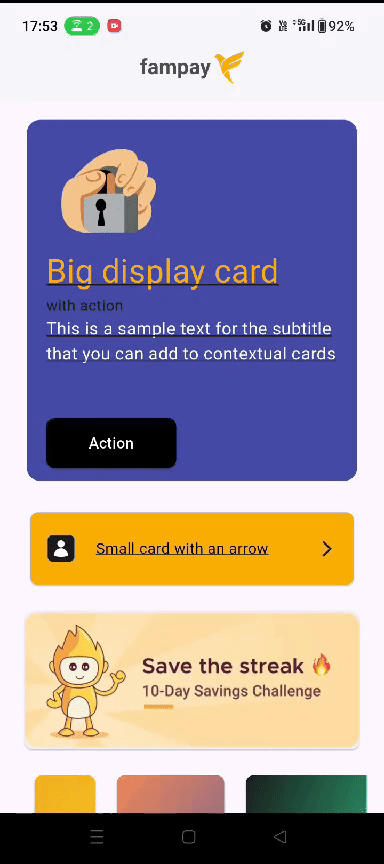 17:53
2
92%
fampay
Big display card
with action
This is a sample text for the subtitle
that you can add to contextual cards
Action
Small card with an arrow
Save the streak 🔥
10-Day Savings Challenge